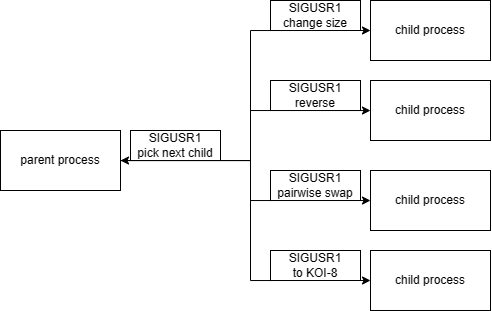 SIGUSR1
change size
child process
SIGUSR1
reverse
child process
SIGUSR1
pick next child
parent process
SIGUSR1
pairwise swap
child process
SIGUSR1
to KOI-8
child process